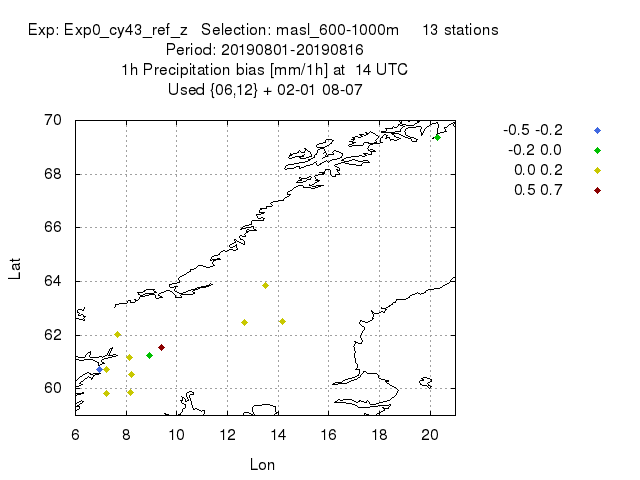 Exp: Exp0_cy43_ref_z Selection: masl_600-1000m 13 stations
Period: 20190801-20190816
1h Precipitation bias [mm/1h] at 14 UTC
Used {06,12} + 02-01 08-07
-0.5 -0.2
-0.2 0.0
0.0 0.2
0.5 0.7
70
68
66
64
62
60
Lat
6 8 10 12 14 16 18 20
Lon